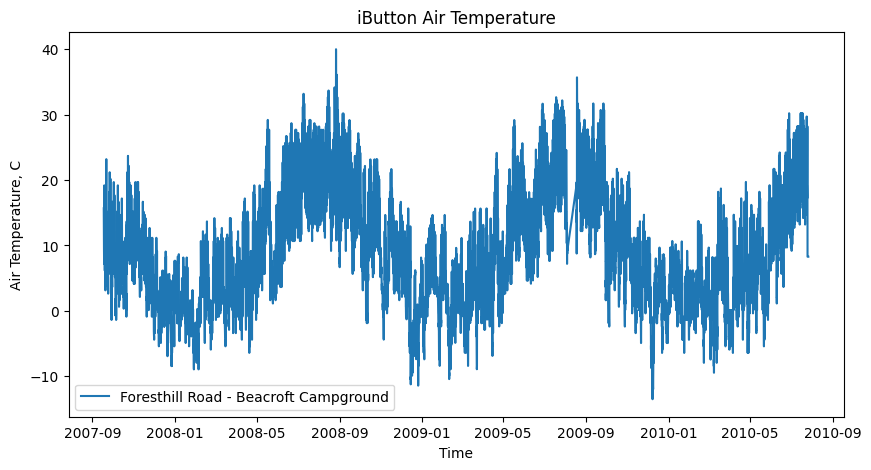 iButton Air Temperature
Air Temperature, C
40
30
20
10
0
−10
Foresthill Road - Beacroft Campground
2007-09 2008-01 2008-05 2008-09 2009-01 2009-05 2009-09 2010-01 2010-05 2010-09
Time